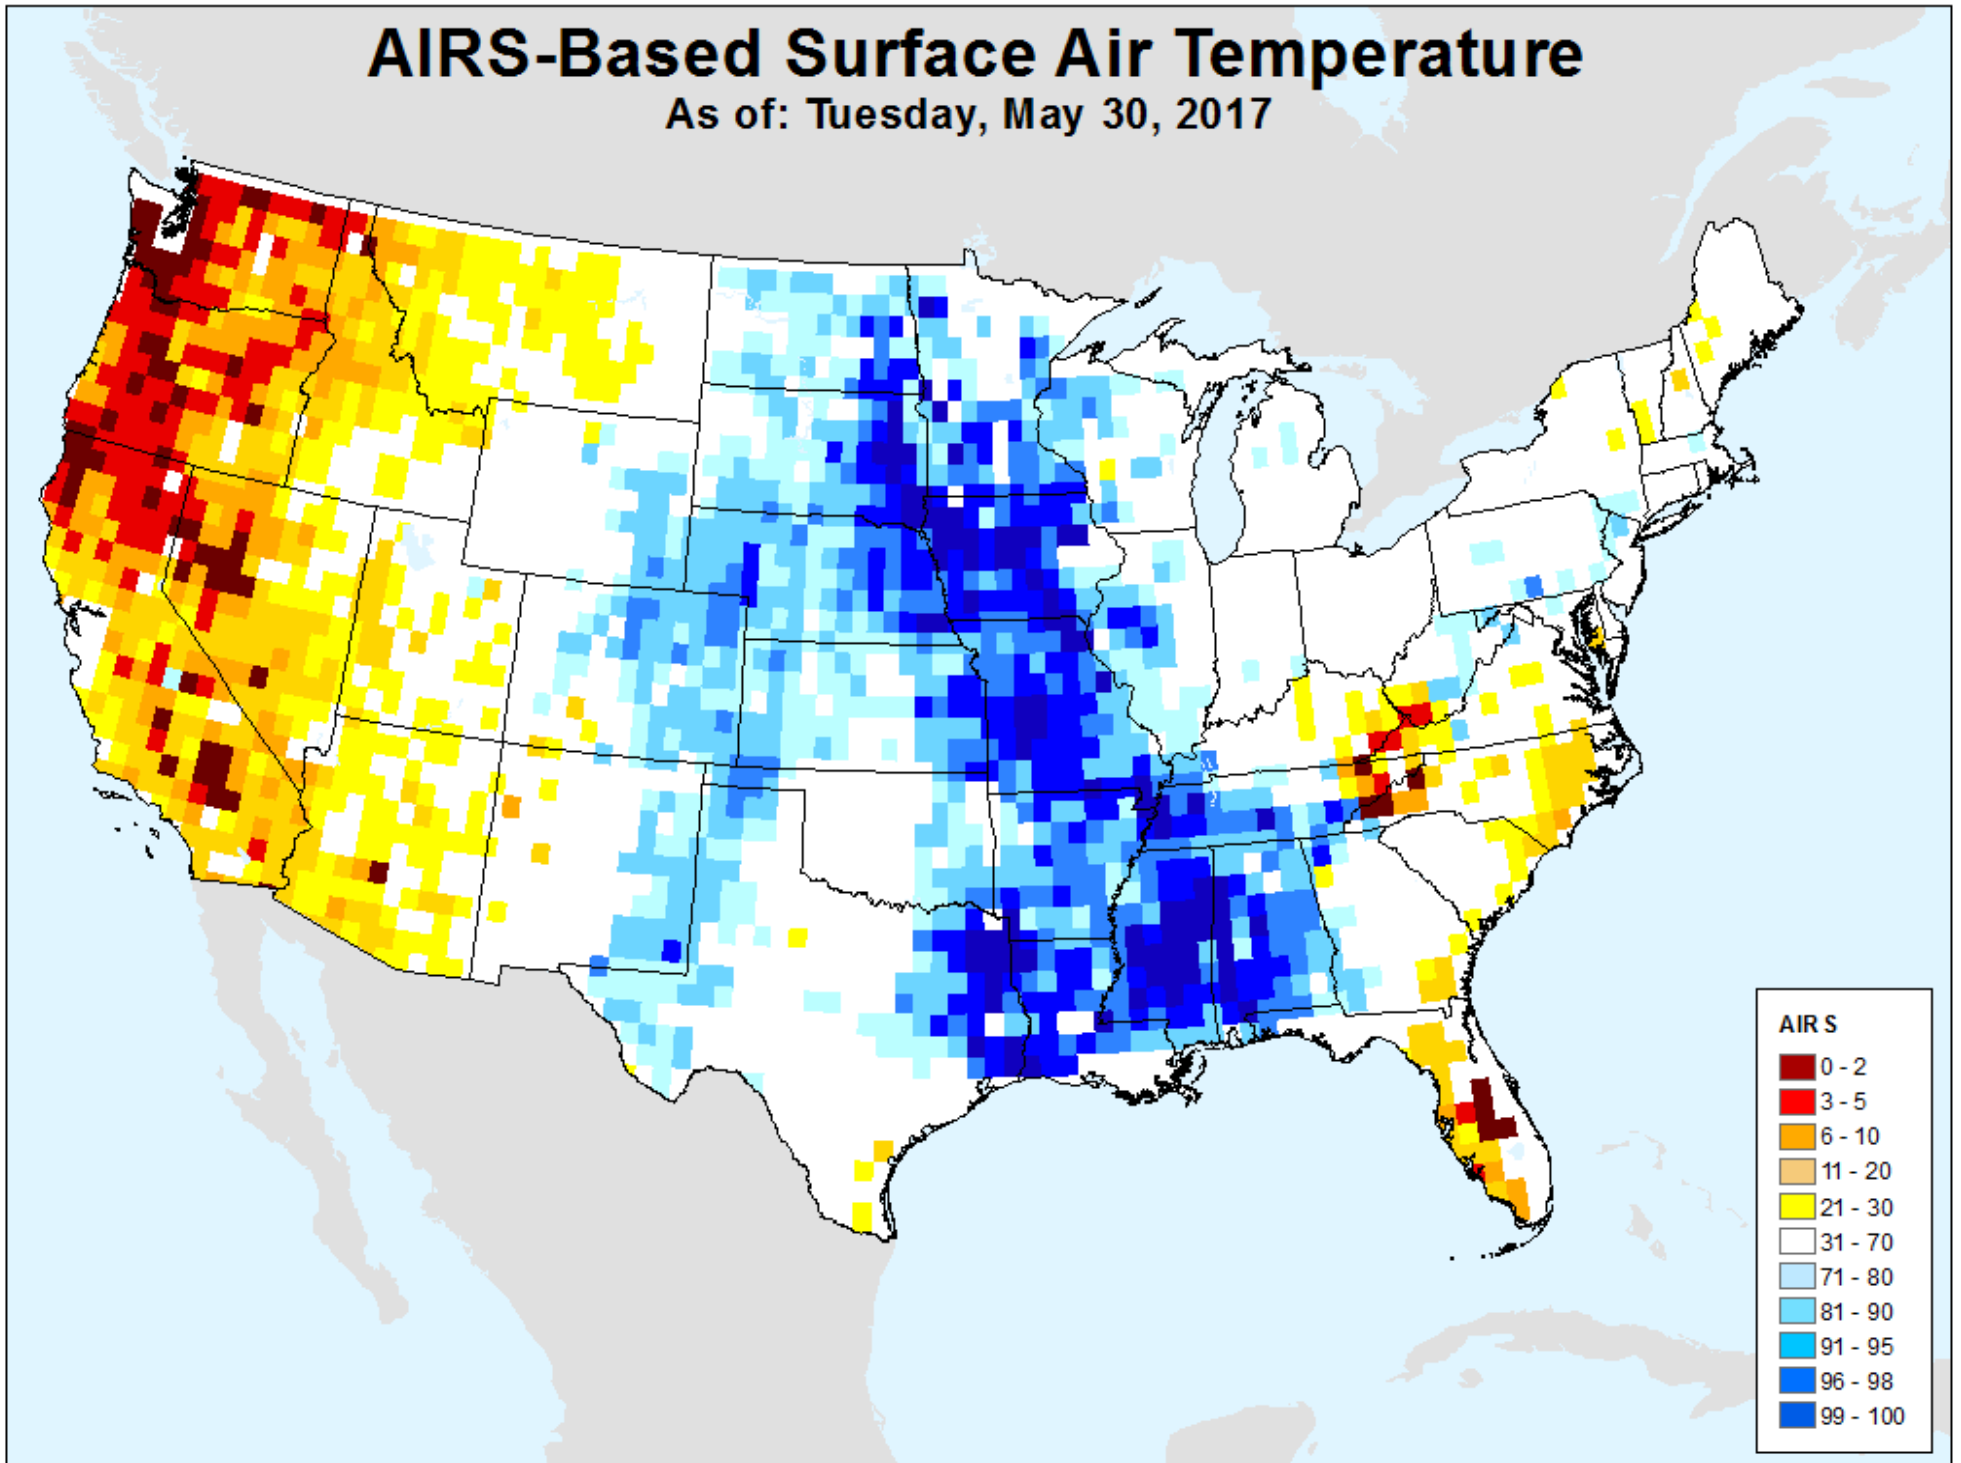 AIRS-Based Surface Air Temperature
As of: Tuesday, May 30, 2017
AIRS
0 - 2
3 - 5
6 - 10
11 - 20
21 - 30
31 - 70
71 - 80
81 - 90
91 - 95
96 - 98
99 - 100